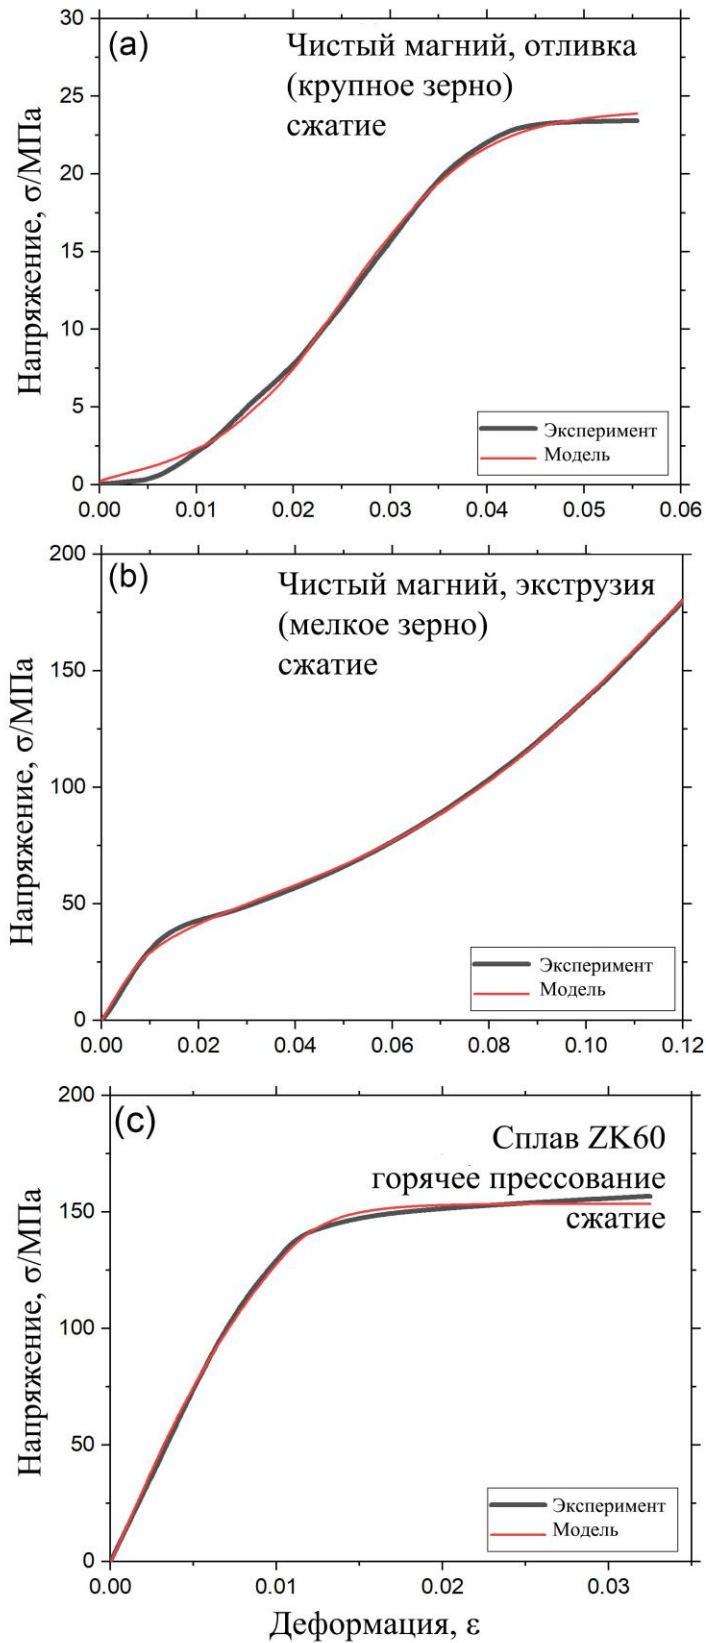 (a)
Чистый магний, отливка
(крупное зерно)
сжатие
Напряжение, σ/МПа
30
25
20
15
10
5
0
Эксперимент
Модель
0.00 0.01 0.02 0.03 0.04 0.05 0.06
(b)
Чистый магний, экструзия
(мелкое зерно)
сжатие
Напряжение, σ/МПа
200
150
100
50
0
Эксперимент
Модель
0.00 0.02 0.04 0.06 0.08 0.10 0.12
(c)
Сплав ZK60
горячее прессование
сжатие
Напряжение, σ/МПа
200
150
100
50
0
Эксперимент
Модель
0.00 0.01 0.02 0.03
Деформация, ε